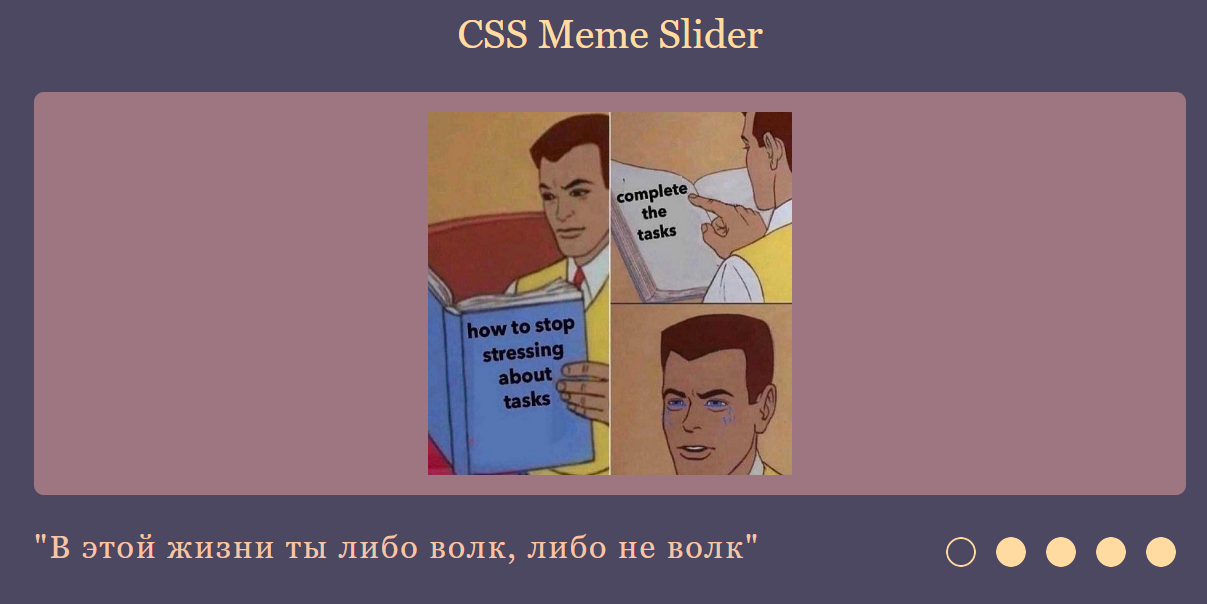 CSS Meme Slider
how to stop
stressing
about
tasks
complete
the
tasks
"В этой жизни ты либо волк, либо не волк"